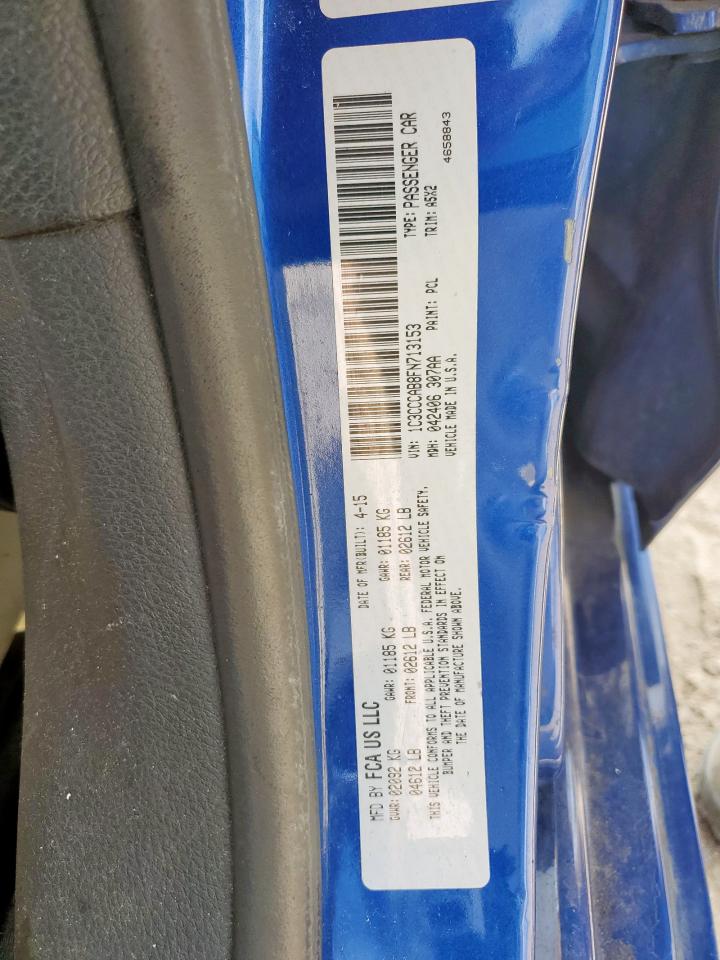 MFD BY FCA US LLC
DATE OF MFR(BUILT): 4-15
GVWR: 02092 KG
GAWR: 01185 KG
GAWR: 01185 KG
04612 LB
FRONT: 02612 LB
REAR: 02612 LB
THIS VEHICLE CONFORMS TO ALL APPLICABLE U.S.A. FEDERAL MOTOR VEHICLE SAFETY,
BUMPER AND THEFT PREVENTION STANDARDS IN EFFECT ON
THE DATE OF MANUFACTURE SHOWN ABOVE.
VIN: 1C3CCCAB8FN713153
TYPE: PASSENGER CAR
MDH: 042406 307AA
PAINT: PCL
TRIM: A5X2
VEHICLE MADE IN U.S.A.
4658843